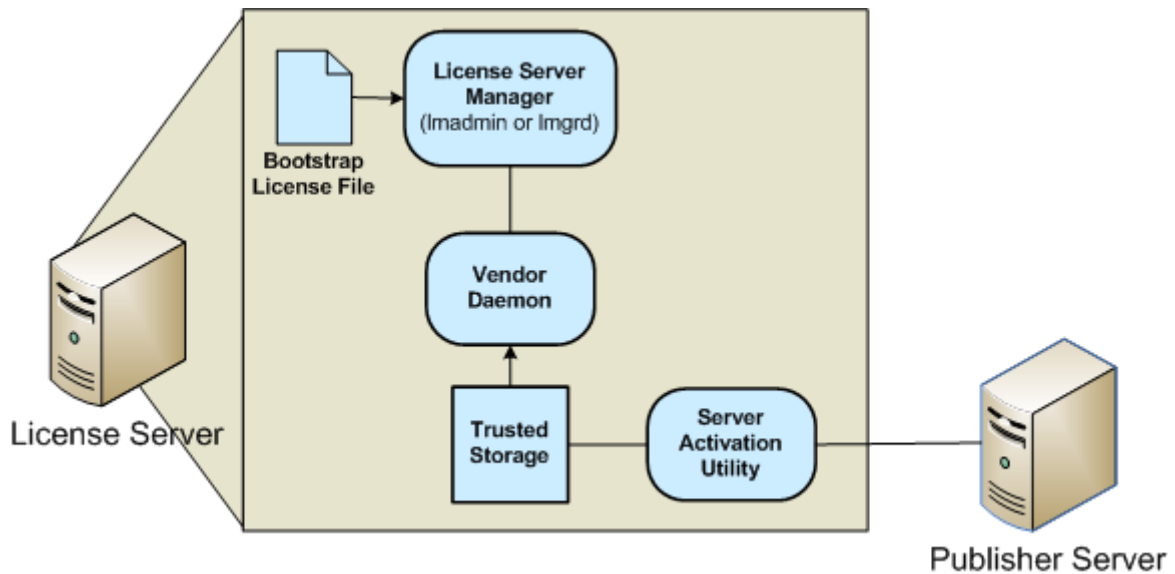 License Server
Manager
(lmadmin or lmgrd)
Bootstrap
License File
Vendor
Daemon
License Server
Trusted
Storage
Server
Activation
Utility
Publisher Server